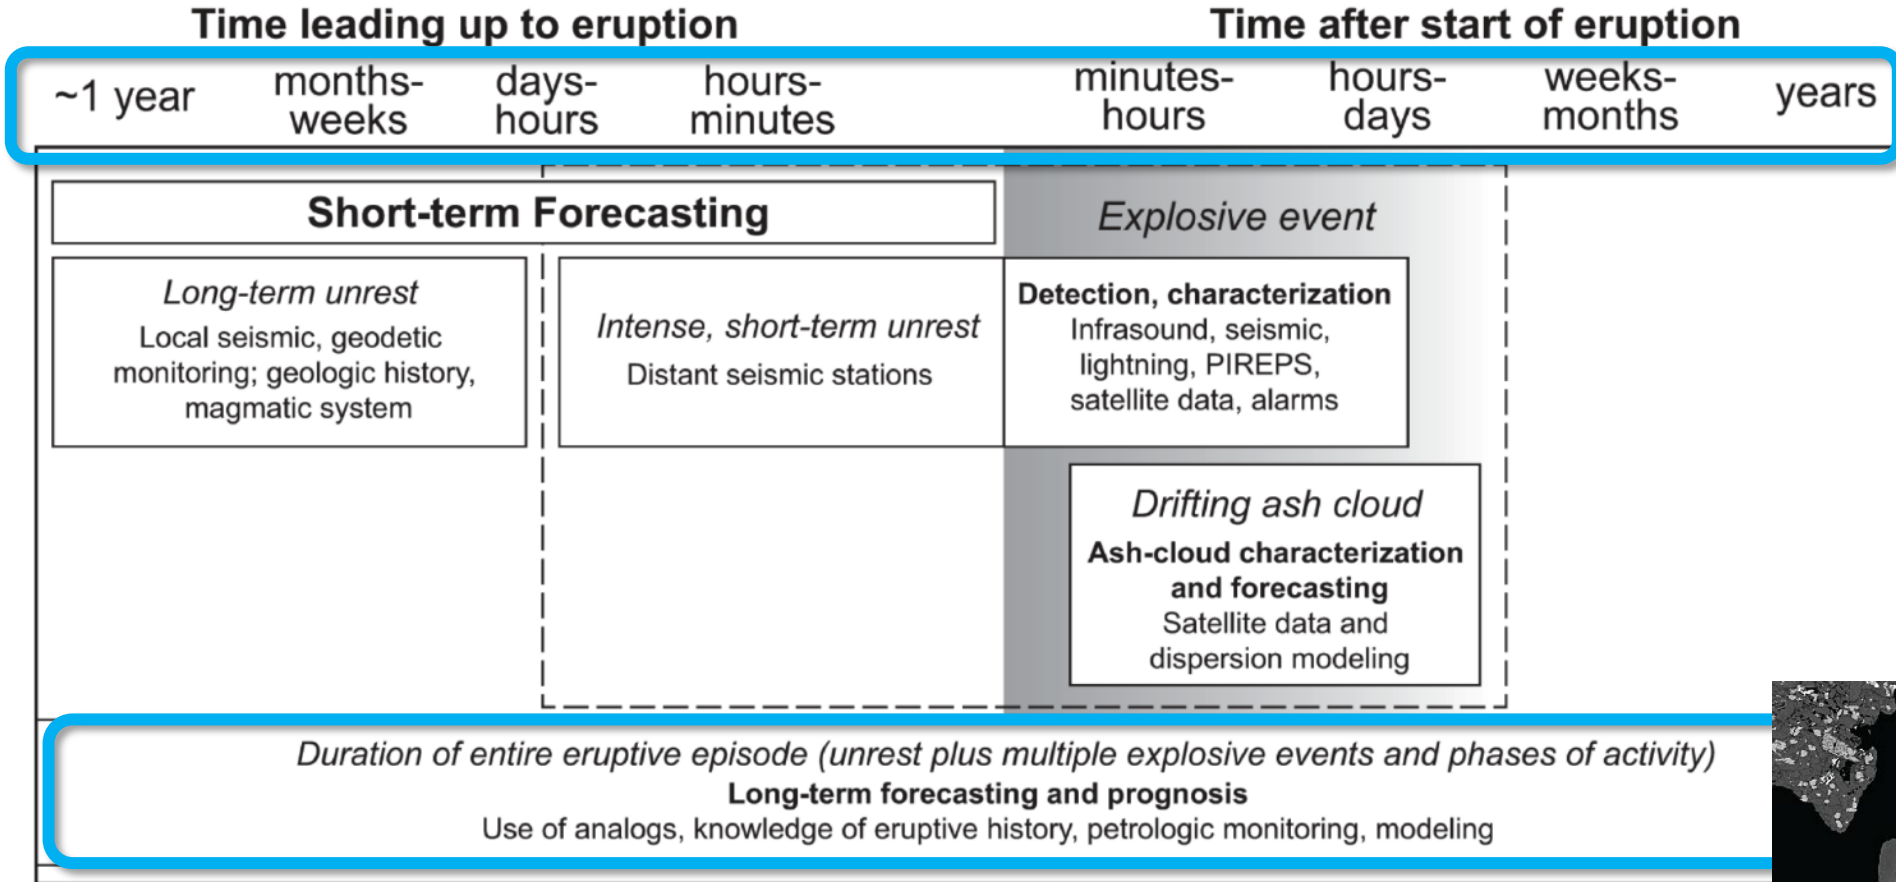 Time leading up to eruption
Time after start of eruption
~1 year
months-
weeks
days-
hours
hours-
minutes
minutes-
hours
hours-
days
weeks-
months
years
Short-term Forecasting
Explosive event
Long-term unrest
Local seismic, geodetic
monitoring; geologic history,
magmatic system
Intense, short-term unrest
Distant seismic stations
Detection, characterization
Infrasound, seismic,
lightning, PIREPS,
satellite data, alarms
Drifting ash cloud
Ash-cloud characterization
and forecasting
Satellite data and
dispersion modeling
Duration of entire eruptive episode (unrest plus multiple explosive events and phases of activity)
Long-term forecasting and prognosis
Use of analogs, knowledge of eruptive history, petrologic monitoring, modeling